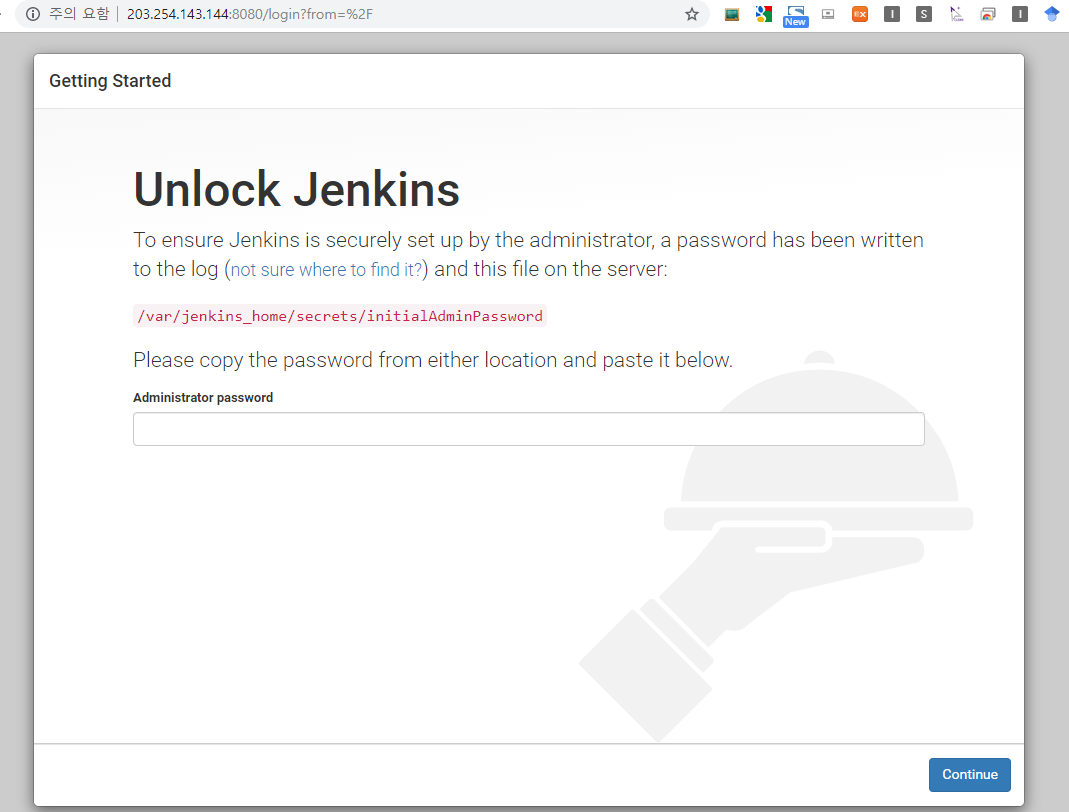 주의 요함 203.254.143.144:8080/login?from=%2F
New
I
S
I
Getting Started
Unlock Jenkins
To ensure Jenkins is securely set up by the administrator, a password has been written
to the log (not sure where to find it?) and this file on the server:
/var/jenkins_home/secrets/initialAdminPassword
Please copy the password from either location and paste it below.
Administrator password
Continue